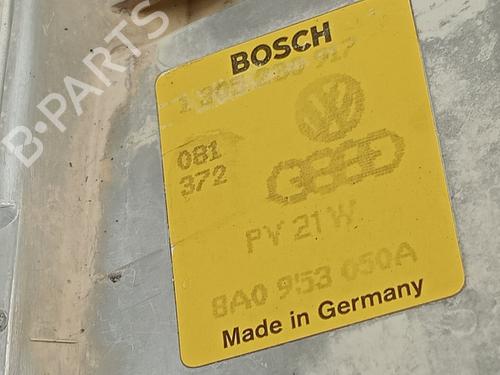 B-PARTS
BOSCH
081
372
PY 21 W
8A0 953 050A
Made in Germany